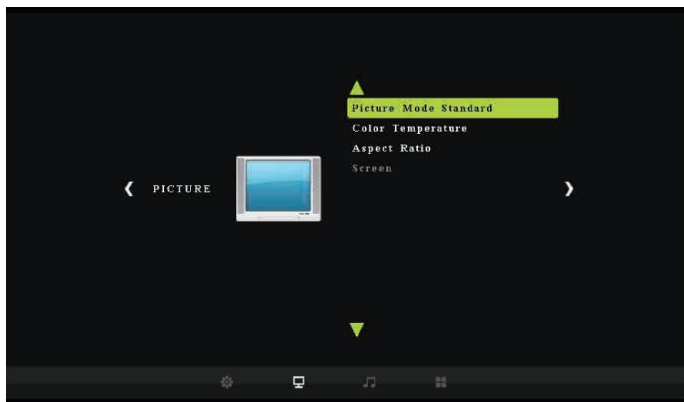 Picture Mode Standard
Color Temperature
Aspect Ratio
Screen
PICTURE